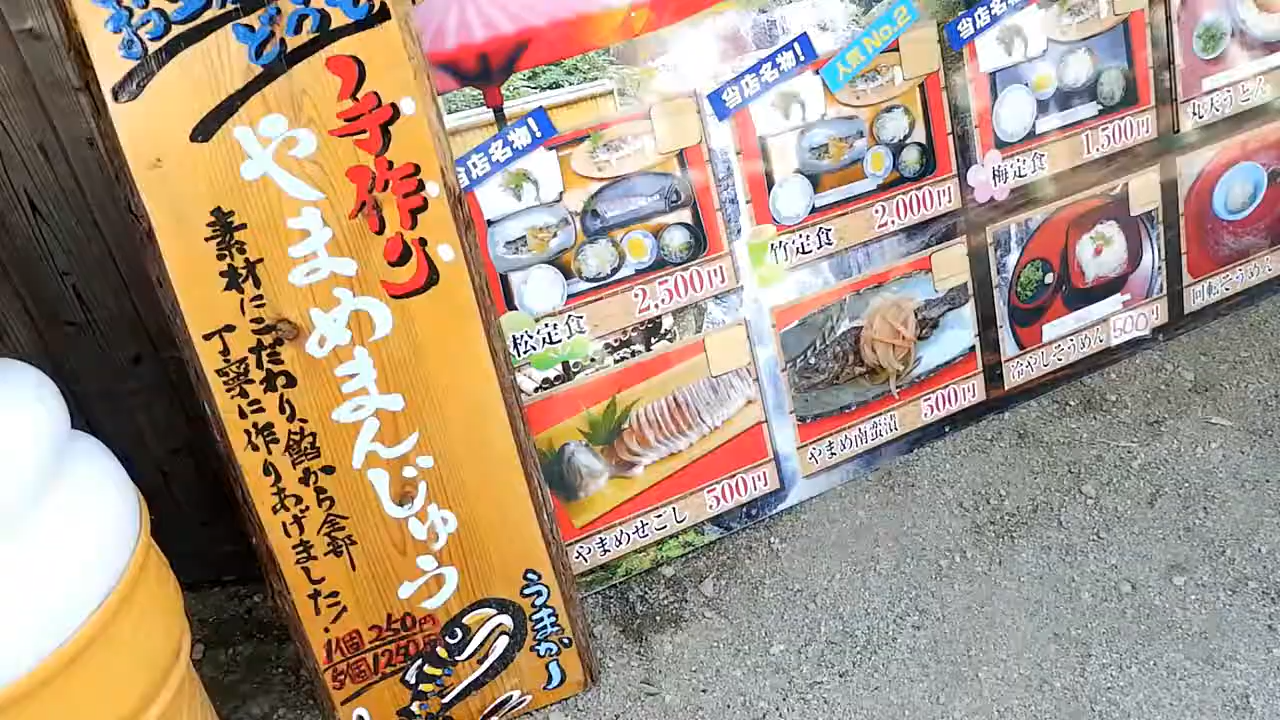 手作り
やまめまんじゅう
素材にこだわり、餡から全部
丁寧に作りあげました!
1個 250円
5個 1250円
うまかー
当店名物!
松定食
2,500円
当店名物!
人気No.2
竹定食
2,000円
当店名物!
梅定食
1,500円
丸天うどん
やまめせごし
500円
やまめ南蛮漬
500円
冷やしそうめん
500円
回転そうめん